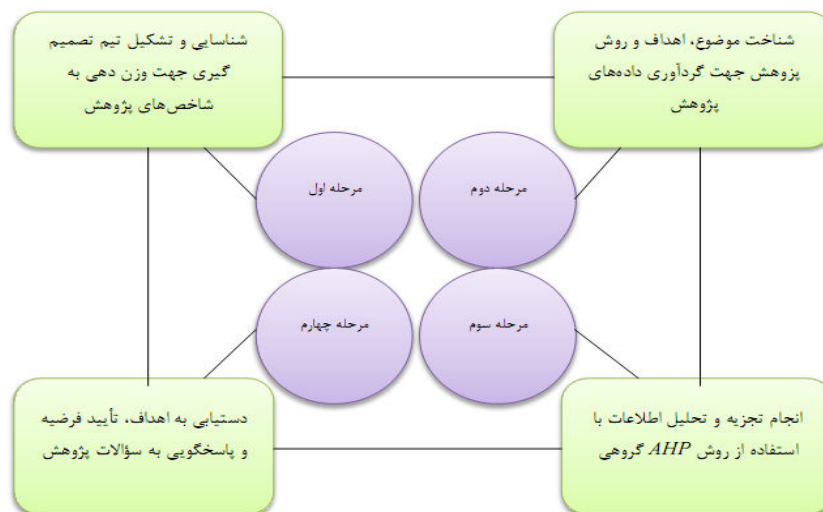 شناسایی و تشکیل تیم تصمیم
گیری جهت وزن دهی به
شاخص‌های پژوهش
شناخت موضوع، اهداف و روش
پزوهش جهت گردآوری داده‌های
پژوهش
مرحله اول
مرحله دوم
مرحله چهارم
مرحله سوم
دستیابی به اهداف، تأیید فرضیه
و پاسخگویی به سؤالات پژوهش
انجام تجزیه و تحلیل اطلاعات با
استفاده از روش AHP گروهی